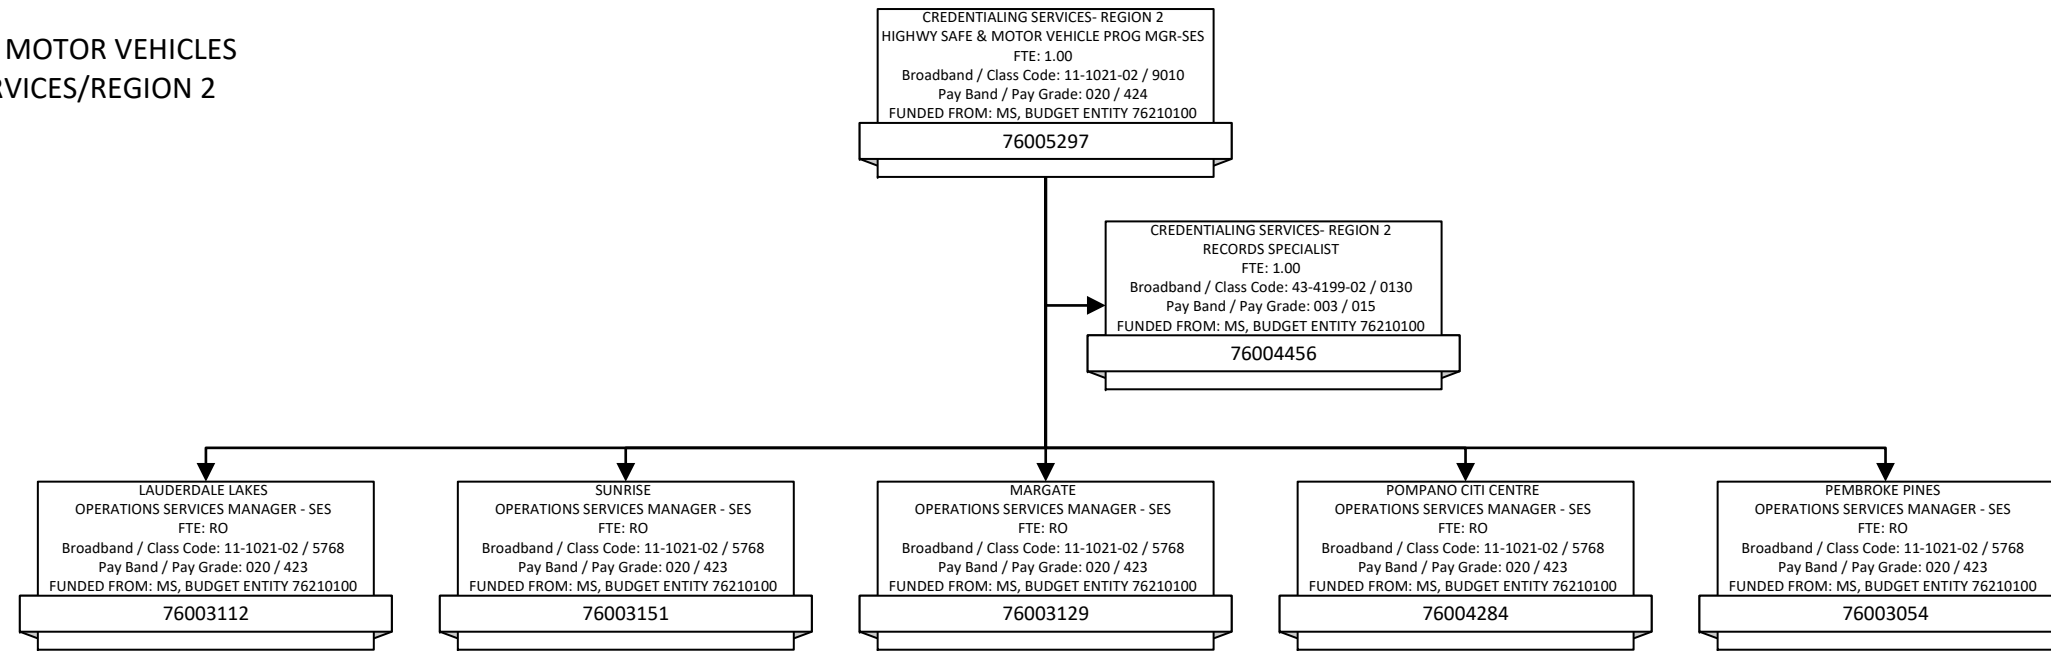 MOTOR VEHICLES
RVICES/REGION 2
CREDENTIALING SERVICES- REGION 2
HIGHWY SAFE & MOTOR VEHICLE PROG MGR-SES
FTE: 1.00
Broadband / Class Code: 11-1021-02 / 9010
Pay Band / Pay Grade: 020 / 424
FUNDED FROM: MS, BUDGET ENTITY 76210100
76005297
CREDENTIALING SERVICES- REGION 2
RECORDS SPECIALIST
FTE: 1.00
Broadband / Class Code: 43-4199-02 / 0130
Pay Band / Pay Grade: 003 / 015
FUNDED FROM: MS, BUDGET ENTITY 76210100
76004456
LAUDERDALE LAKES
OPERATIONS SERVICES MANAGER - SES
FTE: RO
Broadband / Class Code: 11-1021-02 / 5768
Pay Band / Pay Grade: 020 / 423
FUNDED FROM: MS, BUDGET ENTITY 76210100
76003112
SUNRISE
OPERATIONS SERVICES MANAGER - SES
FTE: RO
Broadband / Class Code: 11-1021-02 / 5768
Pay Band / Pay Grade: 020 / 423
FUNDED FROM: MS, BUDGET ENTITY 76210100
76003151
MARGATE
OPERATIONS SERVICES MANAGER - SES
FTE: RO
Broadband / Class Code: 11-1021-02 / 5768
Pay Band / Pay Grade: 020 / 423
FUNDED FROM: MS, BUDGET ENTITY 76210100
76003129
POMPANO CITI CENTRE
OPERATIONS SERVICES MANAGER - SES
FTE: RO
Broadband / Class Code: 11-1021-02 / 5768
Pay Band / Pay Grade: 020 / 423
FUNDED FROM: MS, BUDGET ENTITY 76210100
76004284
PEMBROKE PINES
OPERATIONS SERVICES MANAGER - SES
FTE: RO
Broadband / Class Code: 11-1021-02 / 5768
Pay Band / Pay Grade: 020 / 423
FUNDED FROM: MS, BUDGET ENTITY 76210100
76003054